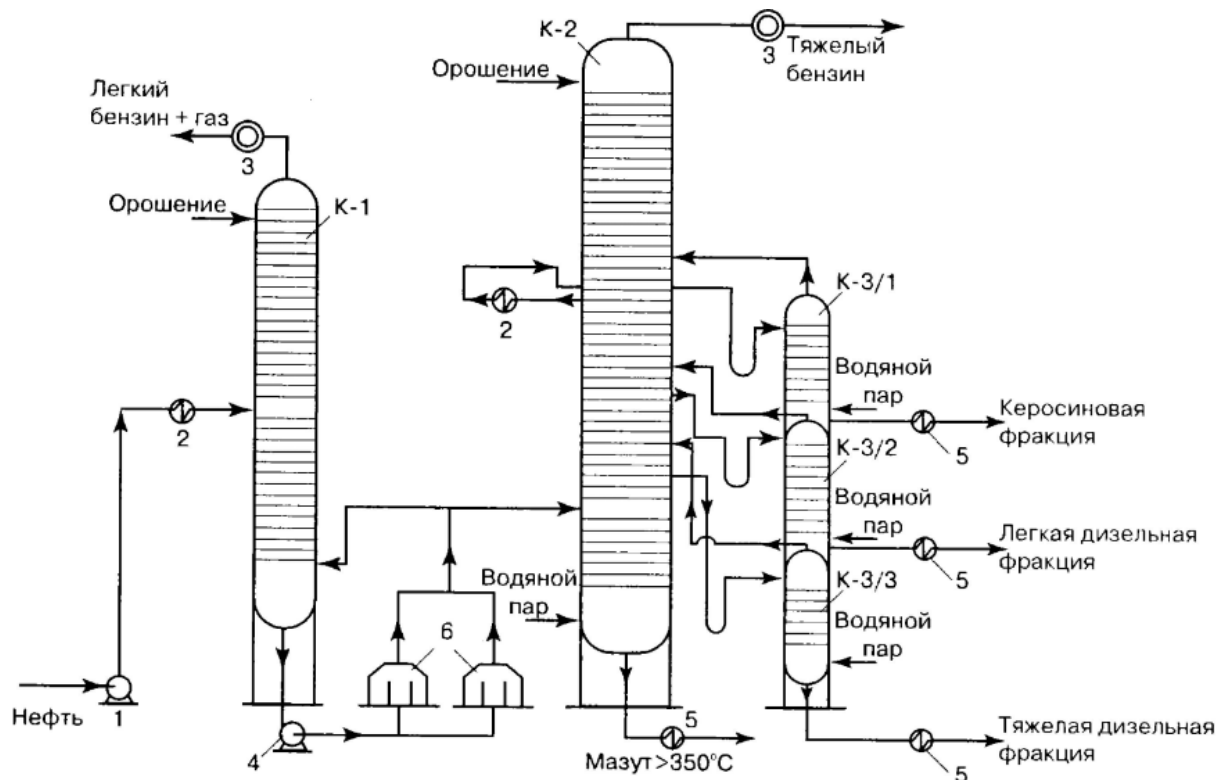 К-2
3
Тяжелый
бензин
Орошение
Легкий
бензин + газ
3
Орошение
К-1
К-3/1
2
Водяной
пар
Керосиновая
фракция
2
5
К-3/2
Водяной
пар
Легкая дизельная
фракция
5
Водяной
пар
К-3/3
6
Водяной
пар
Нефть
1
4
5
Мазут>350°С
Тяжелая дизельная
фракция
5